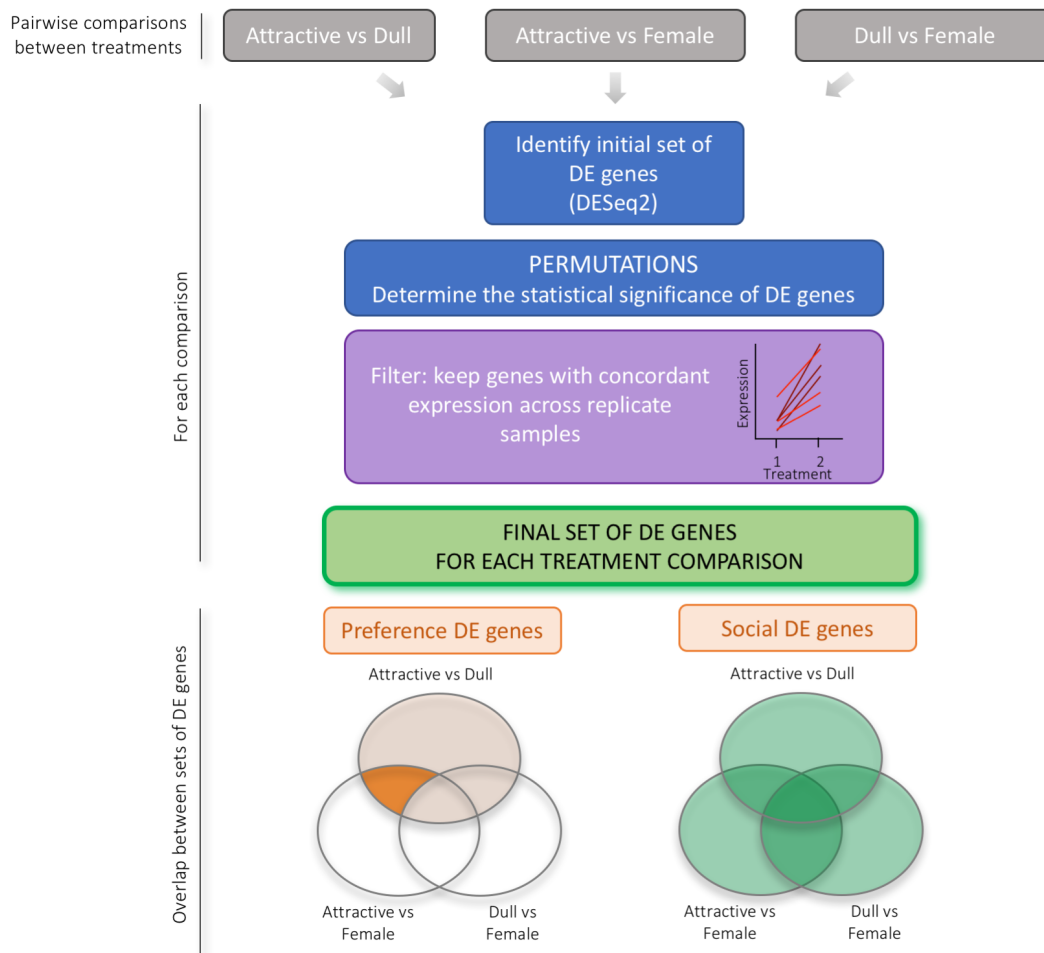 Pairwise comparisons
between treatments
Attractive vs Dull
Attractive vs Female
Dull vs Female
For each comparison
Identify initial set of
DE genes
(DESeq2)
PERMUTATIONS
Determine the statistical significance of DE genes
Filter: keep genes with concordant
expression across replicate
samples
Expression
1
2
Treatment
FINAL SET OF DE GENES
FOR EACH TREATMENT COMPARISON
Overlap between sets of DE genes
Preference DE genes
Attractive vs Dull
Attractive vs
Female
Dull vs
Female
Social DE genes
Attractive vs Dull
Attractive vs
Female
Dull vs
Female